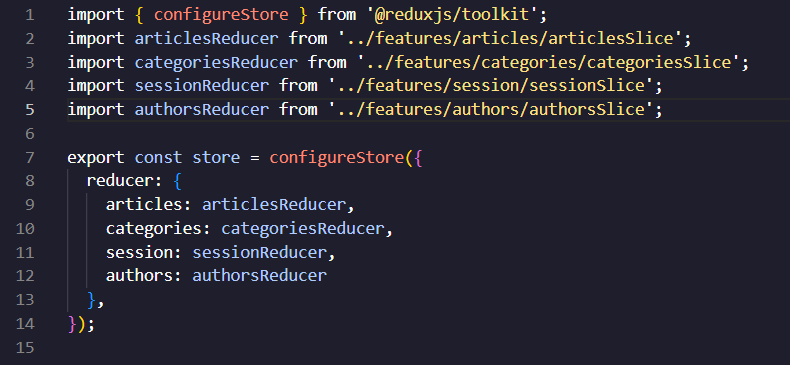 1 import { configureStore } from '@reduxjs/toolkit';
2 import articlesReducer from '../features/articles/articlesSlice';
3 import categoriesReducer from '../features/categories/categoriesSlice';
4 import sessionReducer from '../features/session/sessionSlice';
5 import authorsReducer from '../features/authors/authorsSlice';
6
7 export const store = configureStore({
8   reducer: {
9     articles: articlesReducer,
10     categories: categoriesReducer,
11     session: sessionReducer,
12     authors: authorsReducer
13   },
14 });
15